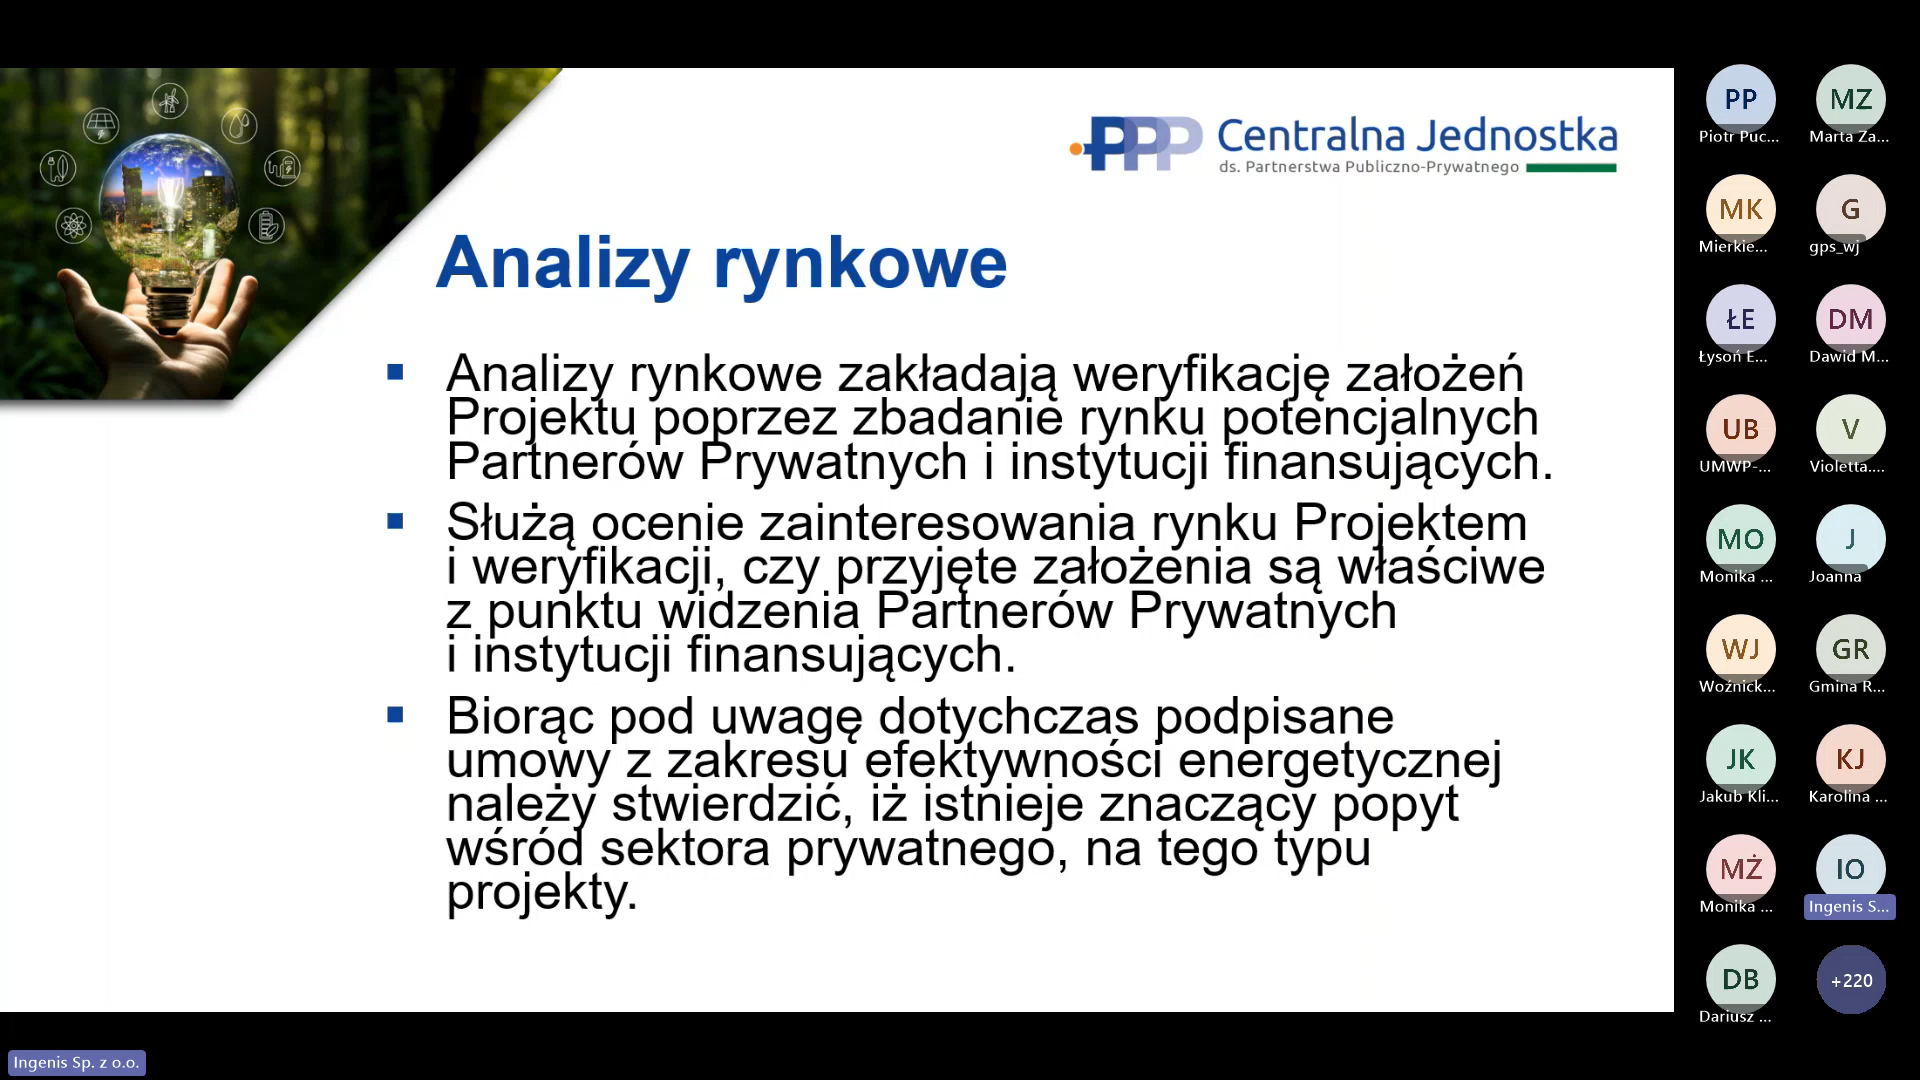 PPP Centralna Jednostka
ds. Partnerstwa Publiczno-Prywatnego
Analizy rynkowe
Analizy rynkowe zakładają weryfikację założeń
Projektu poprzez zbadanie rynku potencjalnych
Partnerów Prywatnych i instytucji finansujących.
Służą ocenie zainteresowania rynku Projektem
i weryfikacji, czy przyjęte założenia są właściwe
z punktu widzenia Partnerów Prywatnych
i instytucji finansujących.
Biorąc pod uwagę dotychczas podpisane
umowy z zakresu efektywności energetycznej
należy stwierdzić, iż istnieje znaczący popyt
wśród sektora prywatnego, na tego typu
projekty.
PP
Piotr Puc...
MZ
Marta Za...
MK
Mierkie...
G
gps_wj
ŁE
Łysoń E...
DM
Dawid M...
UB
UMWP-...
V
Violetta....
MO
Monika ...
J
Joanna
WJ
Woźnick...
GR
Gmina R...
JK
Jakub Kli...
KJ
Karolina ...
MŻ
Monika ...
IO
Ingenis S...
DB
Dariusz ...
+220
Ingenis Sp. z o.o.